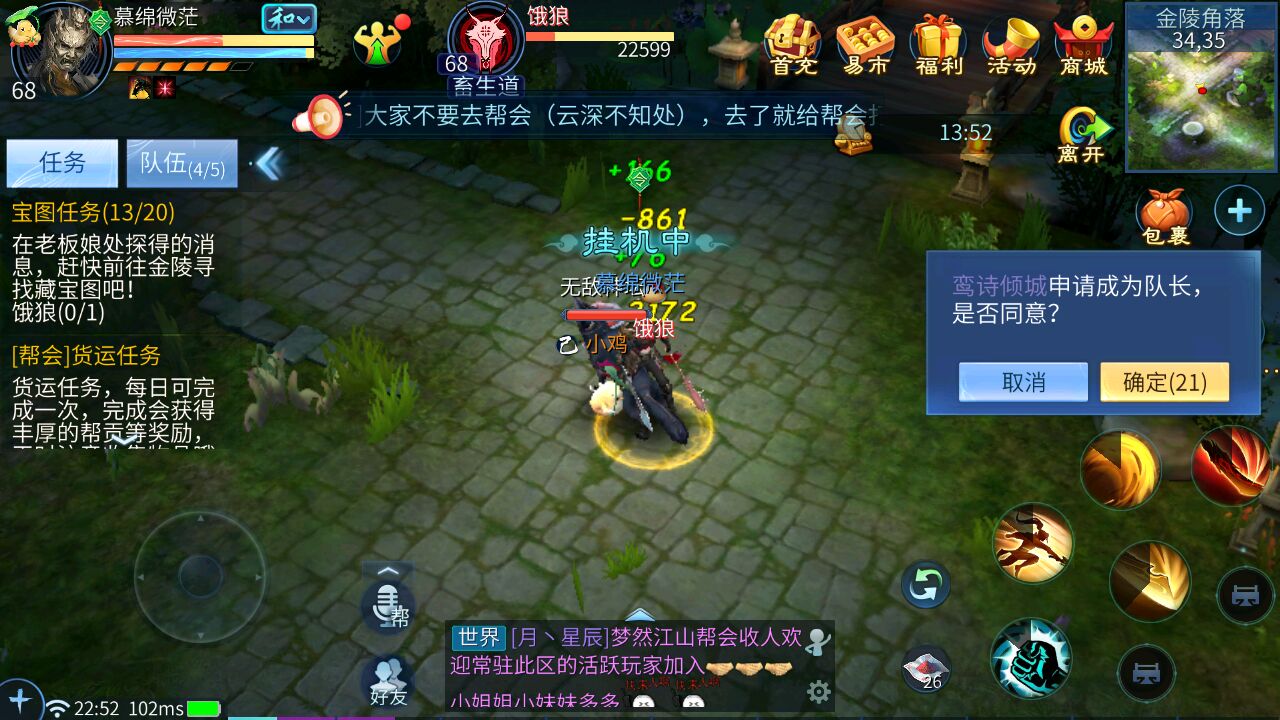 慕绵微茫
和
68
饿狼
22599
68
畜生道
首充
易市
福利
活动
商城
金陵角落
34,35
大家不要去帮会（云深不知处），去了就给帮会
13:52
离开
任务
队伍(4/5)
包裹
宝图任务(13/20)
在老板娘处探得的消
息，赶快前往金陵寻
找藏宝图吧！
饿狼(0/1)
[帮会]货运任务
货运任务，每日可完
成一次，完成会获得
丰厚的帮贡等奖励，
+166
-861
挂机中
慕绵微茫
饿狼
小鸡
鸾诗倾城申请成为队长，
是否同意？
取消
确定(21)
帮
好友
世界 [月丶星辰]梦然江山帮会收人欢
迎常驻此区的活跃玩家加入
小姐姐小妹妹多多
26
22:52 102ms